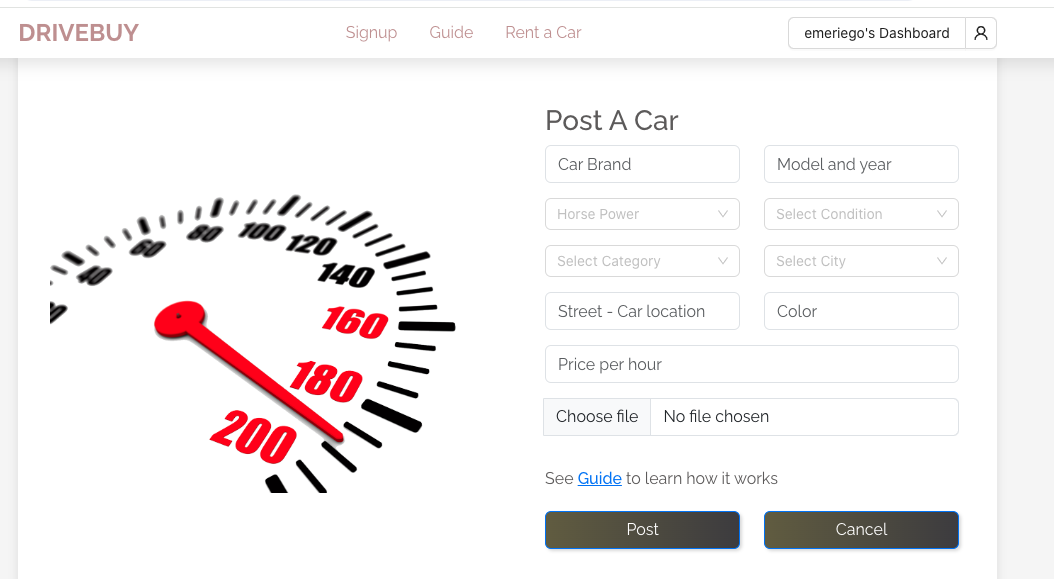 DRIVEBUY
Signup Guide Rent a Car
emeriego's Dashboard
40 60 80 100 120 140 160 180 200
Post A Car
Car Brand Model and year
Horse Power Select Condition
Select Category Select City
Street - Car location Color
Price per hour
Choose file No file chosen
See Guide to learn how it works
Post Cancel